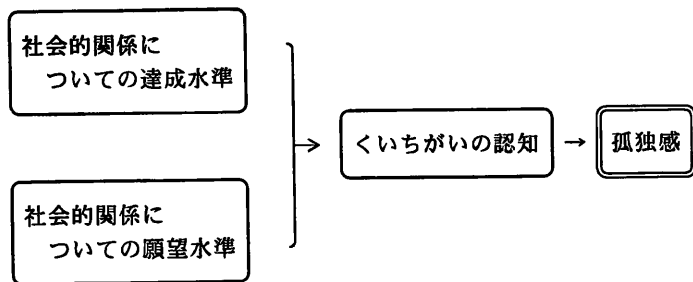 社会的関係に
ついての達成水準
くいちがいの認知
→
孤独感
社会的関係に
ついての願望水準